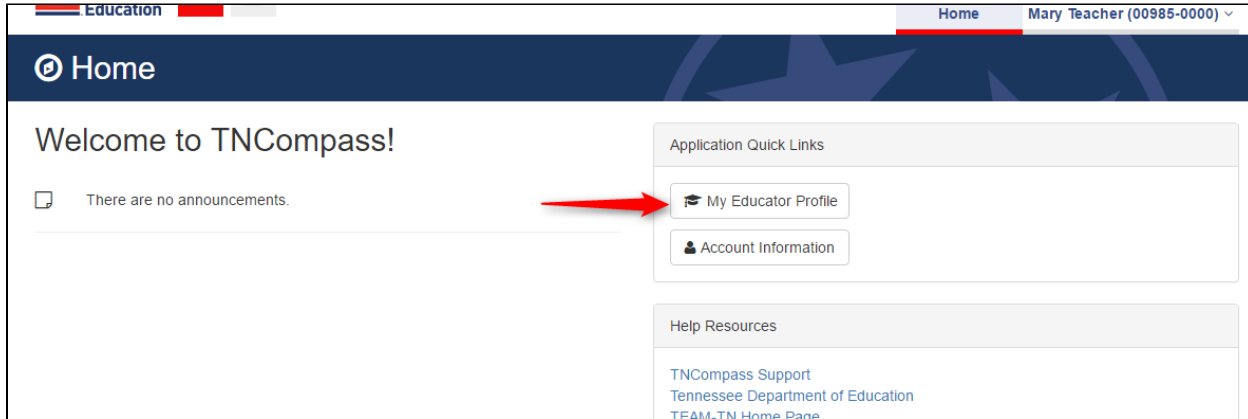 Education
Home
Mary Teacher (00985-0000)
Home
Welcome to TNCompass!
There are no announcements.
Application Quick Links
My Educator Profile
Account Information
Help Resources
TNCompass Support
Tennessee Department of Education
TEAM-TN Home Page